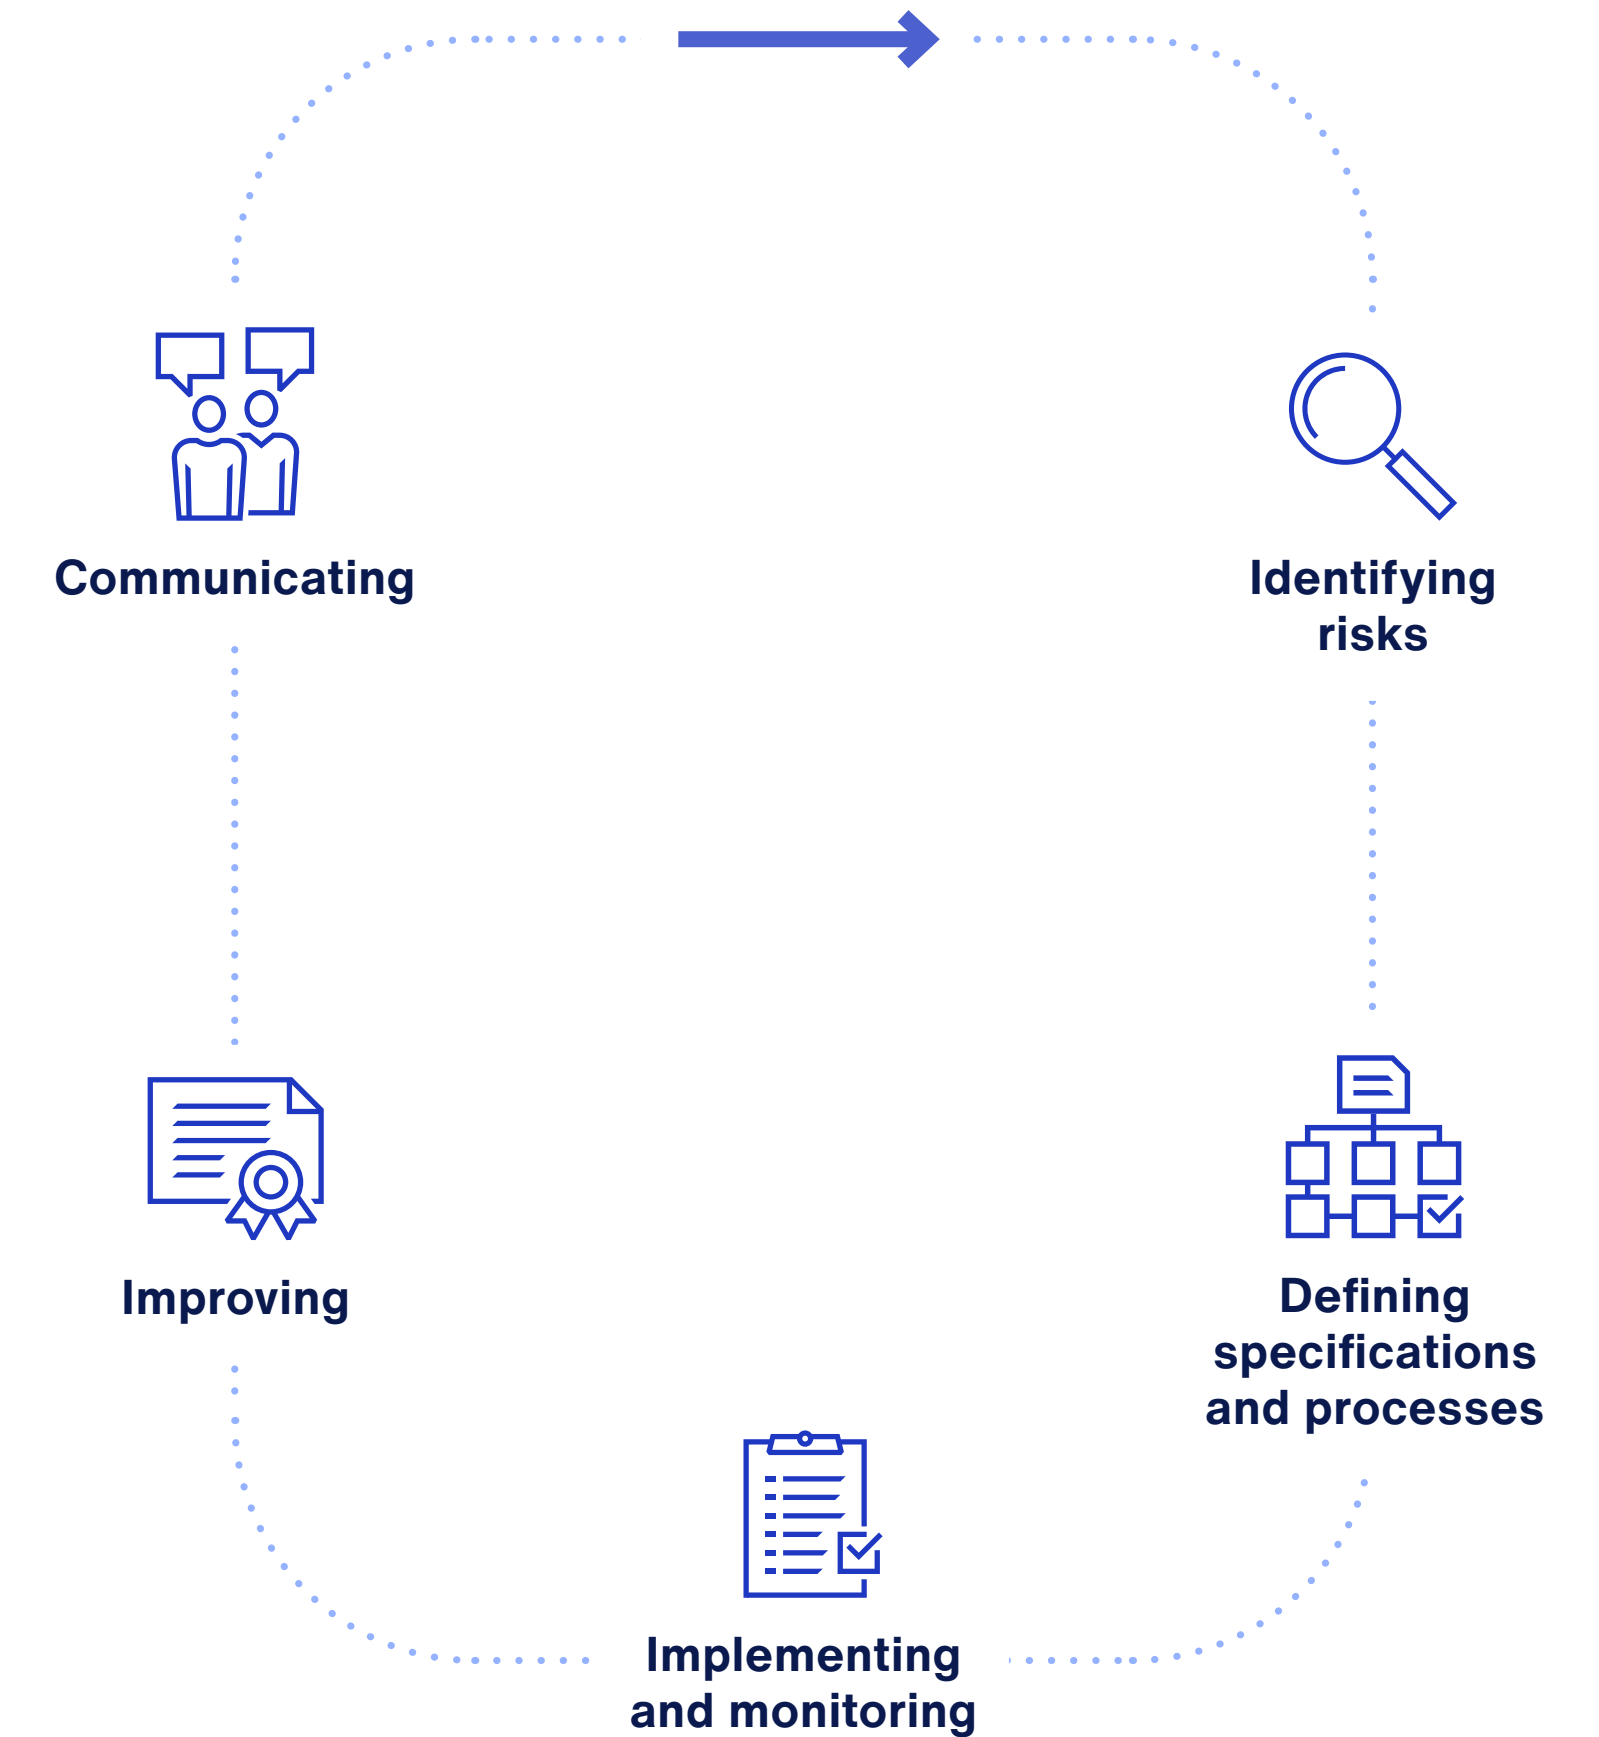 Communicating
Identifying
risks
Improving
Defining
specifications
and processes
Implementing
and monitoring